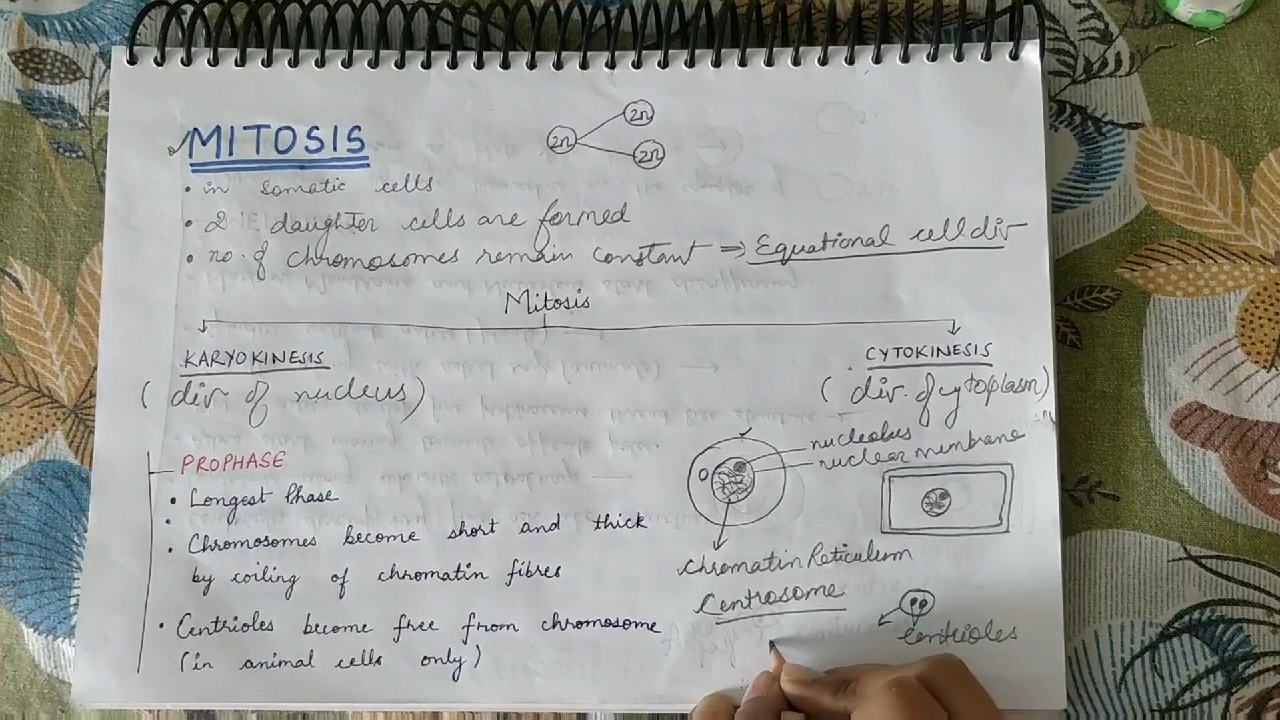 MITOSIS
2n
2n
2n
• in somatic cells
• 2 daughter cells are formed
• no. of chromosomes remain constant ⇒ Equational cell div
Mitosis
KARYOKINESIS
(div of nucleus)
CYTOKINESIS
(div. of cytoplasm)
PROPHASE
• Longest Phase
• Chromosomes become short and thick
by coiling of chromatin fibres
• Centrioles become free from chromosome
(in animal cells only)
nucleolus
nuclear membrane
Chromatin Reticulum
Centrosome
Centrioles